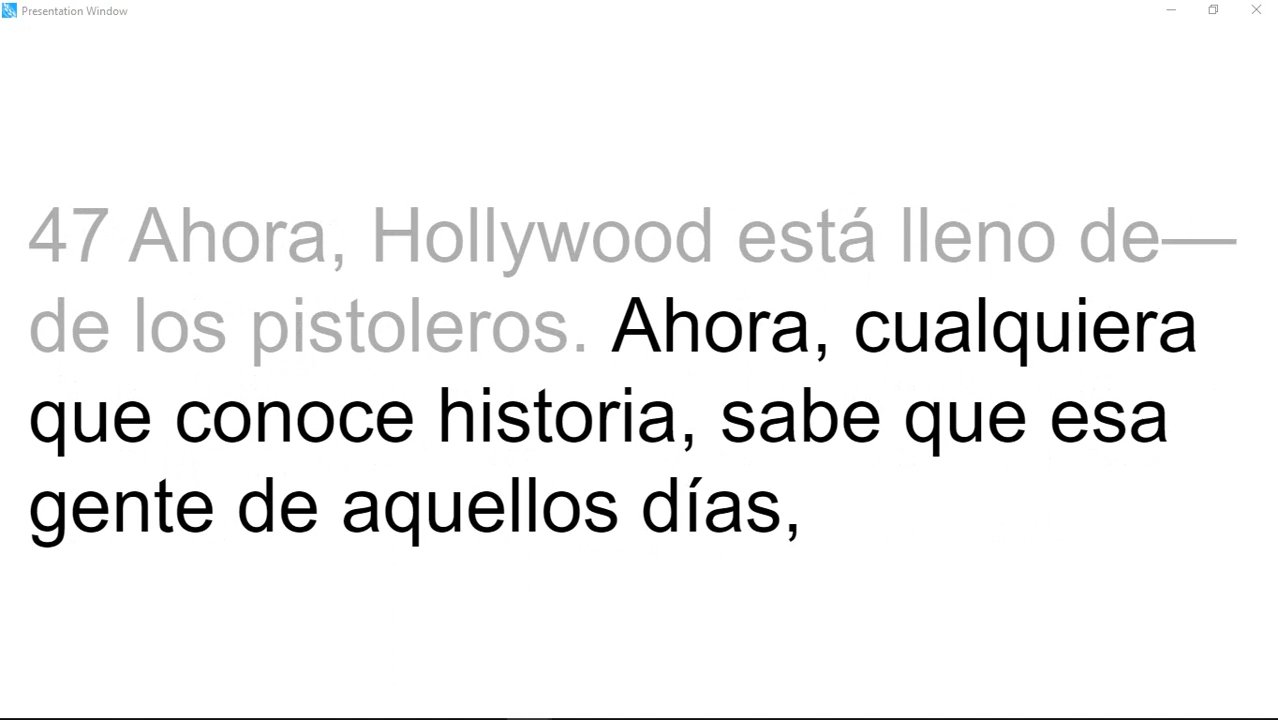 Presentation Window
47 Ahora, Hollywood está lleno de—
de los pistoleros. Ahora, cualquiera
que conoce historia, sabe que esa
gente de aquellos días,